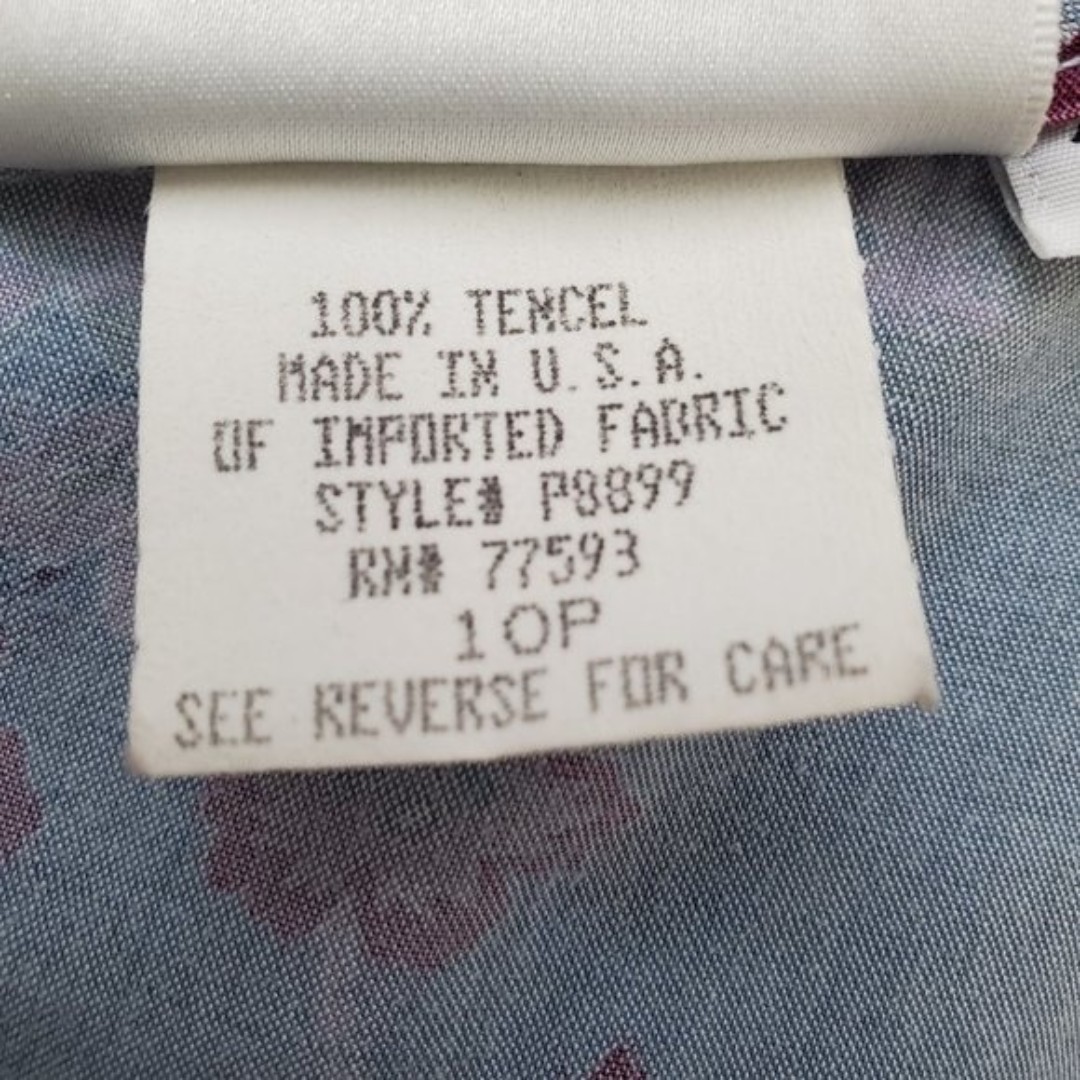 100% TENCEL
MADE IN U.S.A.
OF IMPORTED FABRIC
STYLE# P8899
RN# 77593
10P
SEE REVERSE FOR CARE